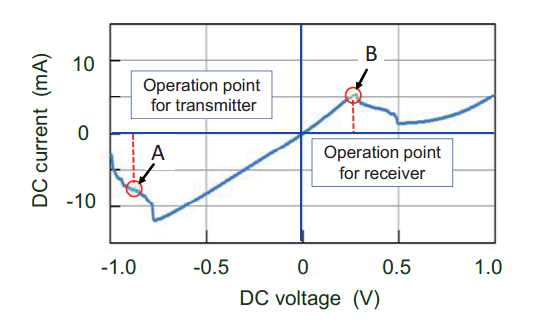 DC current (mA)
10
0
-10
Operation point
for transmitter
A
B
Operation point
for receiver
-1.0 -0.5 0 0.5 1.0
DC voltage (V)